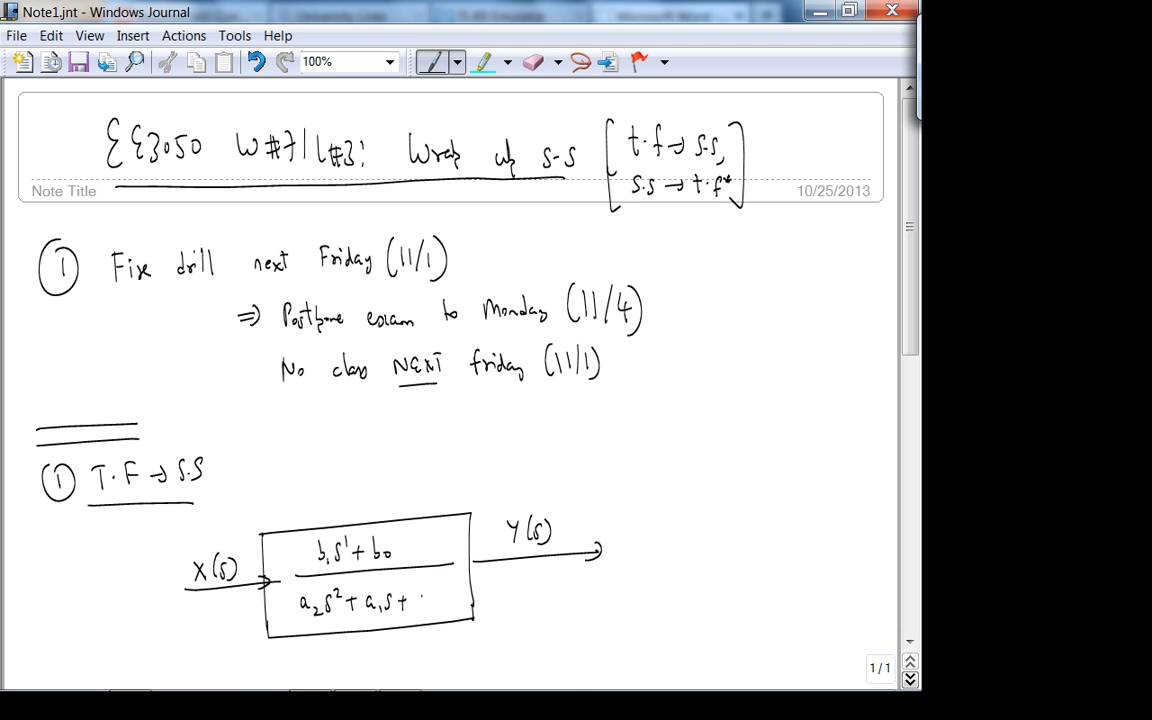 Note1.jnt - Windows Journal
File Edit View Insert Actions Tools Help
100%
EE3050 W#7/L#3: Wrap up s-s [t.f → s.s,
s.s → t.f*]
Note Title 10/25/2013
① Fire drill next Friday (11/1)
⇒ Postpone exam to Monday (11/4)
No class NEXT friday (11/1)
① T.F → S.S
X(s) b₁s¹ + b₀ Y(s)
a₂s² + a₁s +
1 / 1